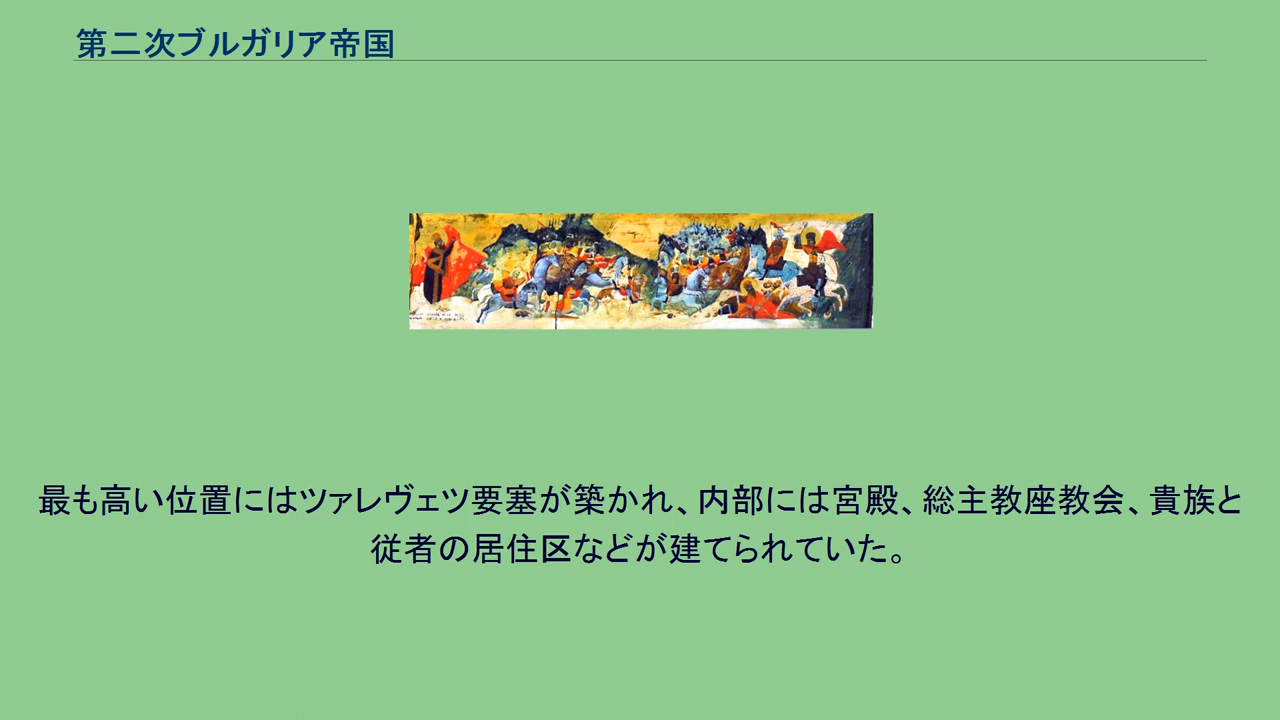 第二次ブルガリア帝国
最も高い位置にはツァレヴェツ要塞が築かれ、内部には宮殿、総主教座教会、貴族と
従者の居住区などが建てられていた。